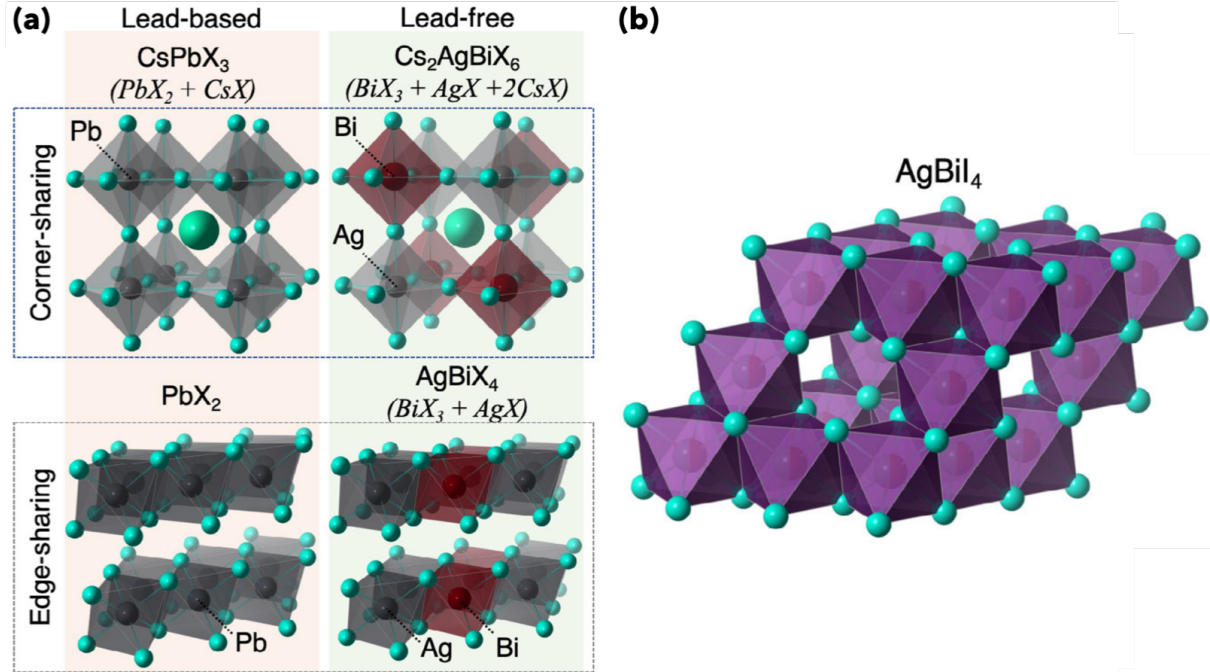 (a)
Lead-based
Lead-free
CsPbX₃
(PbX₂ + CsX)
Cs₂AgBiX₆
(BiX₃ + AgX +2CsX)
Corner-sharing
Pb
Bi
Ag
PbX₂
AgBiX₄
(BiX₃ + AgX)
Edge-sharing
Pb
Ag
Bi
(b)
AgBiI₄